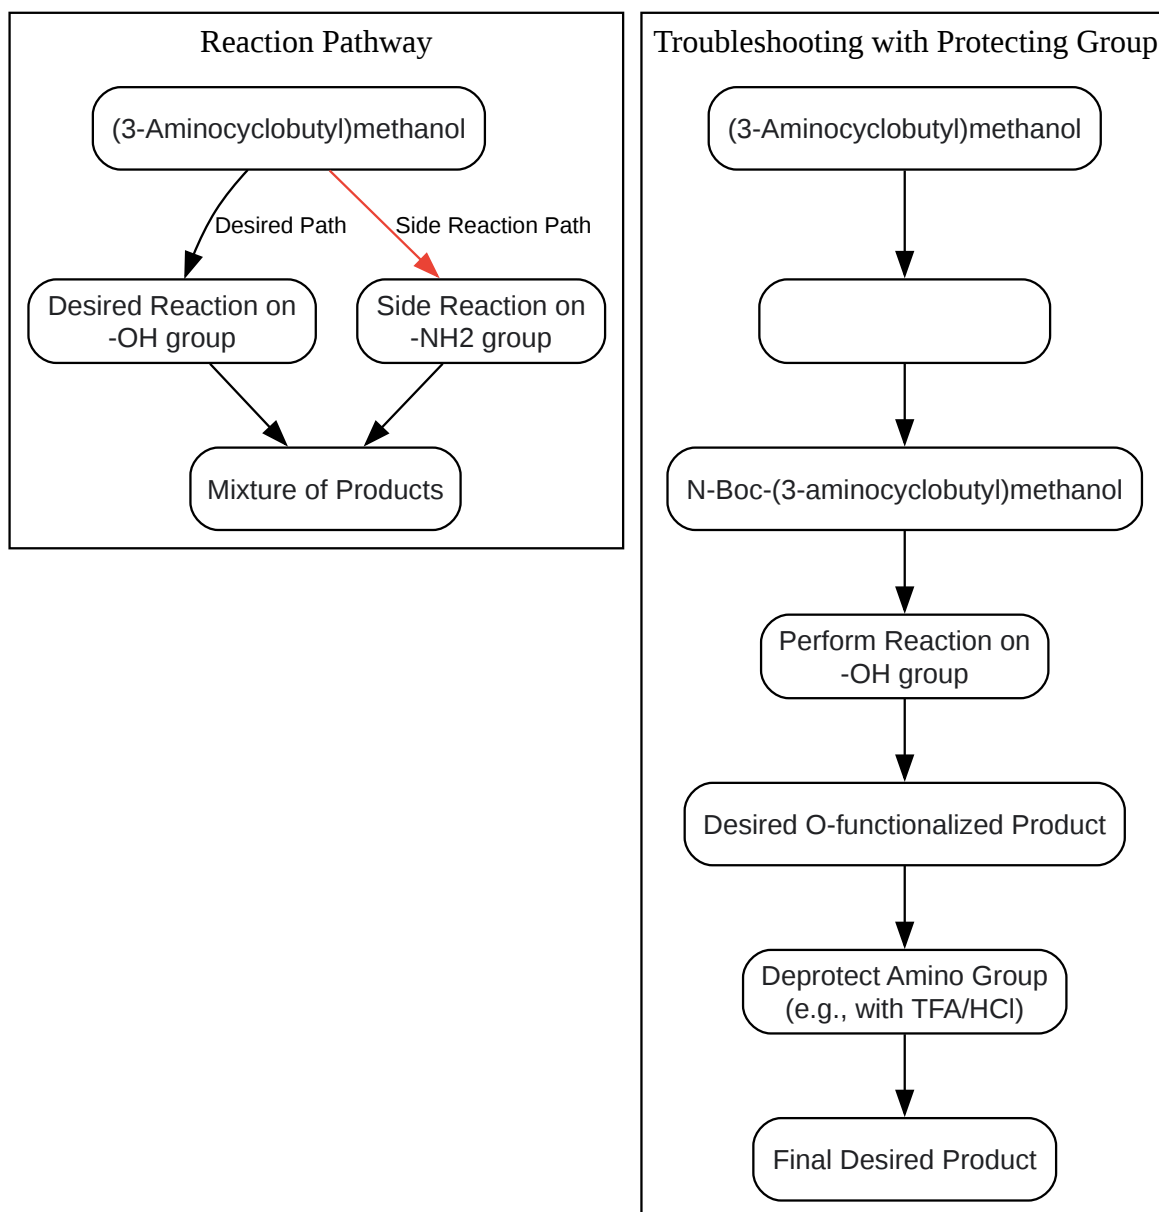 Reaction Pathway
(3-Aminocyclobutyl)methanol
Desired Path
Side Reaction Path
Desired Reaction on
-OH group
Side Reaction on
-NH2 group
Mixture of Products
Troubleshooting with Protecting Group
(3-Aminocyclobutyl)methanol
N-Boc-(3-aminocyclobutyl)methanol
Perform Reaction on
-OH group
Desired O-functionalized Product
Deprotect Amino Group
(e.g., with TFA/HCl)
Final Desired Product